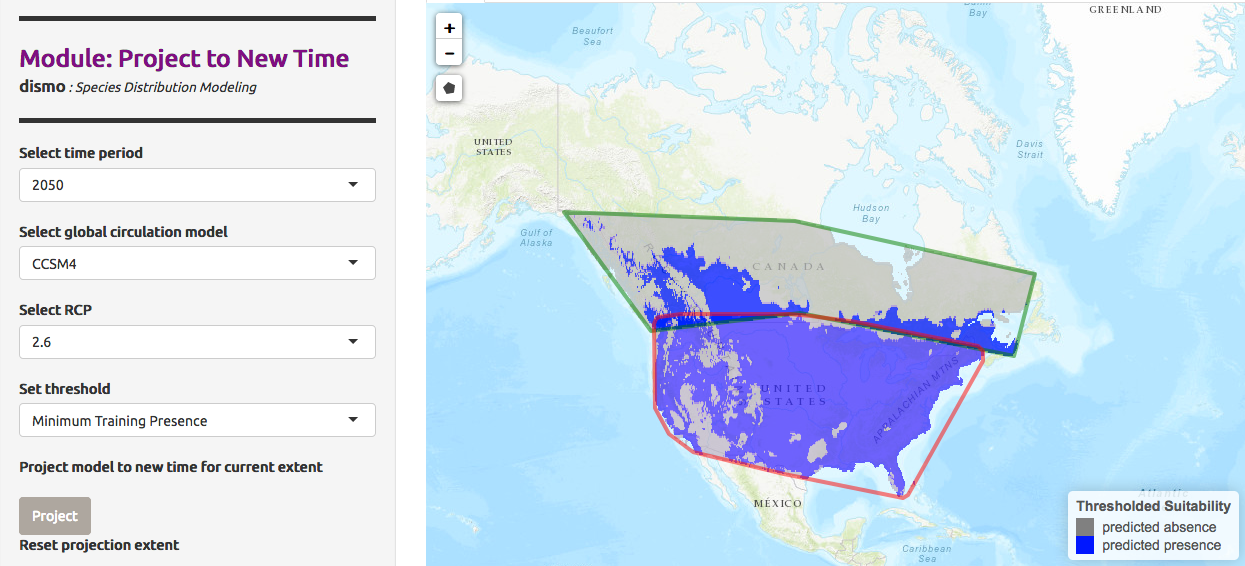 Module: Project to New Time
dismo : Species Distribution Modeling
Select time period
2050
Select global circulation model
CCSM4
Select RCP
2.6
Set threshold
Minimum Training Presence
Project model to new time for current extent
Project
Reset projection extent
+
−
Beaufort
Sea
Baffin
Bay
GREENLAND
UNITED
STATES
Davis
Strait
Hudson
Bay
Gulf of
Alaska
CANADA
UNITED
STATES
APPALACHIAN MTNS
MÉXICO
Atlantic
Caribbean
Sea
Thresholded Suitability
predicted absence
predicted presence